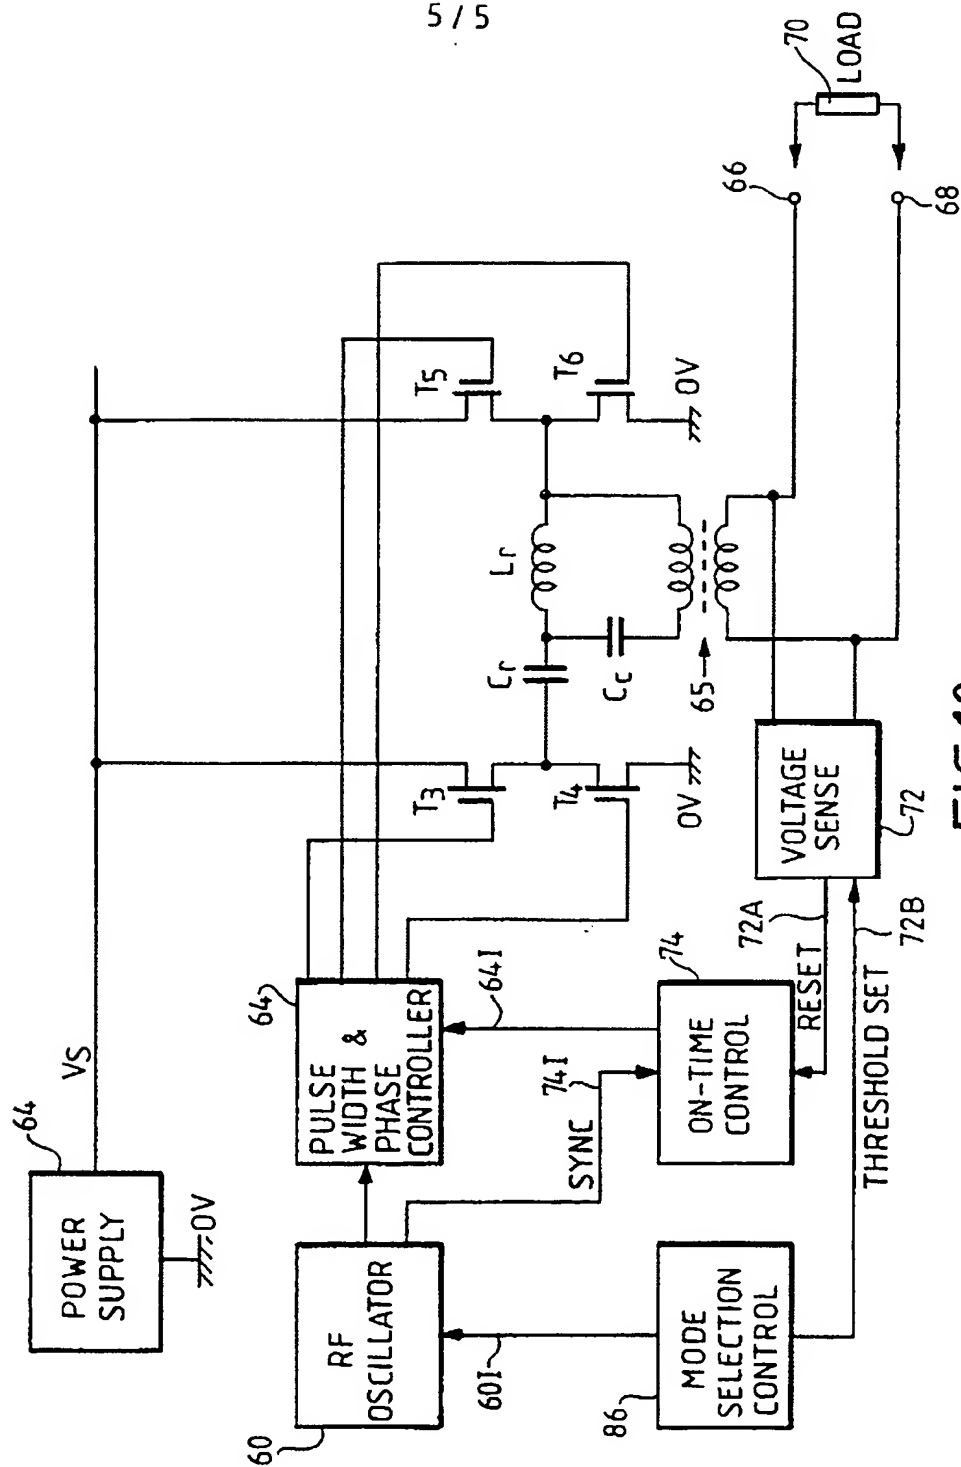 5/5
POWER
SUPPLY
64
VS
0V
RF
OSCILLATOR
60
60I
PULSE
WIDTH &
PHASE
CONTROLLER
64
64I
SYNC
74I
MODE
SELECTION
CONTROL
86
ON-TIME
CONTROL
74
RESET
72A
THRESHOLD SET
72B
VOLTAGE
SENSE
72
T3
T4
0V
T5
T6
0V
Cr
Lr
Cc
65
66
68
70
LOAD